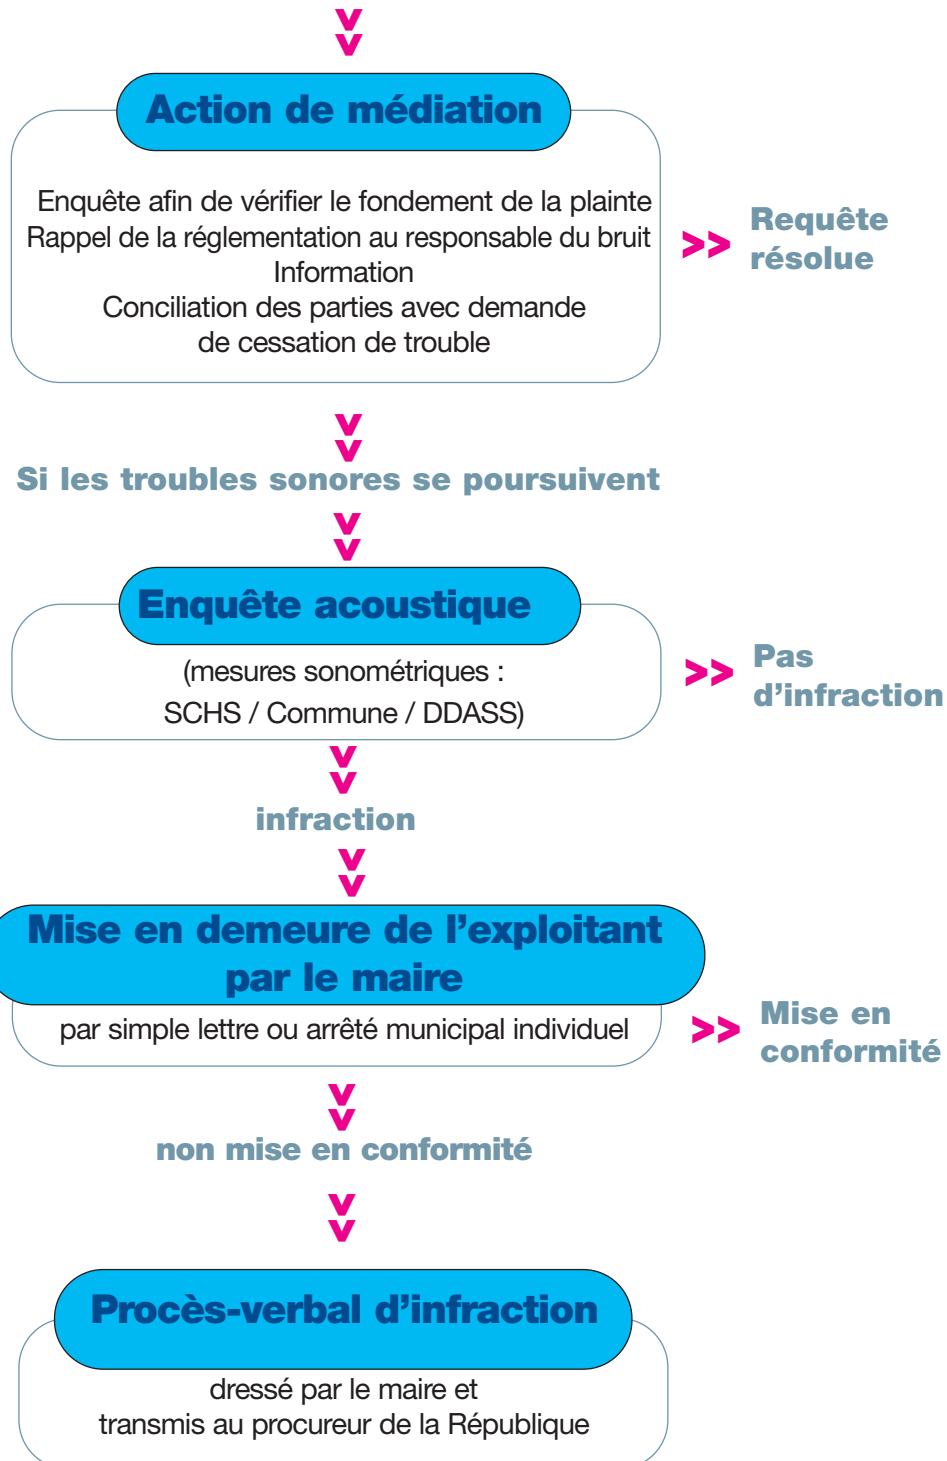 Action de médiation
Enquête afin de vérifier le fondement de la plainte
Rappel de la réglementation au responsable du bruit
Information
Conciliation des parties avec demande
de cessation de trouble
>> Requête
résolue
Si les troubles sonores se poursuivent
Enquête acoustique
(mesures sonométriques :
SCHS / Commune / DDASS)
>> Pas
d’infraction
infraction
Mise en demeure de l’exploitant
par le maire
par simple lettre ou arrêté municipal individuel
>> Mise en
conformité
non mise en conformité
Procès-verbal d’infraction
dressé par le maire et
transmis au procureur de la République